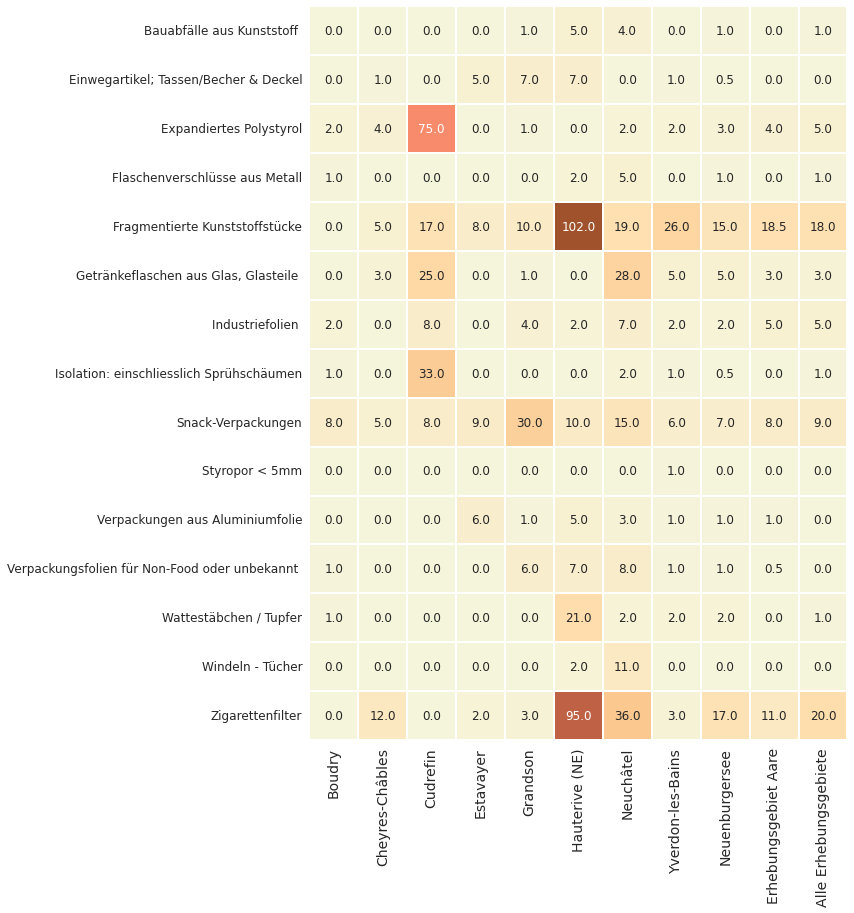 Bauabfälle aus Kunststoff 0.0 0.0 0.0 0.0 1.0 5.0 4.0 0.0 1.0 0.0 1.0
Einwegartikel; Tassen/Becher & Deckel 0.0 1.0 0.0 5.0 7.0 7.0 0.0 1.0 0.5 0.0 0.0
Expandiertes Polystyrol 2.0 4.0 75.0 0.0 1.0 0.0 2.0 2.0 3.0 4.0 5.0
Flaschenverschlüsse aus Metall 1.0 0.0 0.0 0.0 0.0 2.0 5.0 0.0 1.0 0.0 1.0
Fragmentierte Kunststoffstücke 0.0 5.0 17.0 8.0 10.0 102.0 19.0 26.0 15.0 18.5 18.0
Getränkeflaschen aus Glas, Glasteile 0.0 3.0 25.0 0.0 1.0 0.0 28.0 5.0 5.0 3.0 3.0
Industriefolien 2.0 0.0 8.0 0.0 4.0 2.0 7.0 2.0 2.0 5.0 5.0
Isolation: einschliesslich Sprühschäumen 1.0 0.0 33.0 0.0 0.0 0.0 2.0 1.0 0.5 0.0 1.0
Snack-Verpackungen 8.0 5.0 8.0 9.0 30.0 10.0 15.0 6.0 7.0 8.0 9.0
Styropor < 5mm 0.0 0.0 0.0 0.0 0.0 0.0 0.0 1.0 0.0 0.0 0.0
Verpackungen aus Aluminiumfolie 0.0 0.0 0.0 6.0 1.0 5.0 3.0 1.0 1.0 1.0 0.0
Verpackungsfolien für Non-Food oder unbekannt 1.0 0.0 0.0 0.0 6.0 7.0 8.0 1.0 1.0 0.5 0.0
Wattestäbchen / Tupfer 1.0 0.0 0.0 0.0 0.0 21.0 2.0 2.0 2.0 0.0 1.0
Windeln - Tücher 0.0 0.0 0.0 0.0 0.0 2.0 11.0 0.0 0.0 0.0 0.0
Zigarettenfilter 0.0 12.0 0.0 2.0 3.0 95.0 36.0 3.0 17.0 11.0 20.0
Boudry
Cheyres-Châbles
Cudrefin
Estavayer
Grandson
Hauterive (NE)
Neuchâtel
Yverdon-les-Bains
Neuenburgersee
Erhebungsgebiet Aare
Alle Erhebungsgebiete